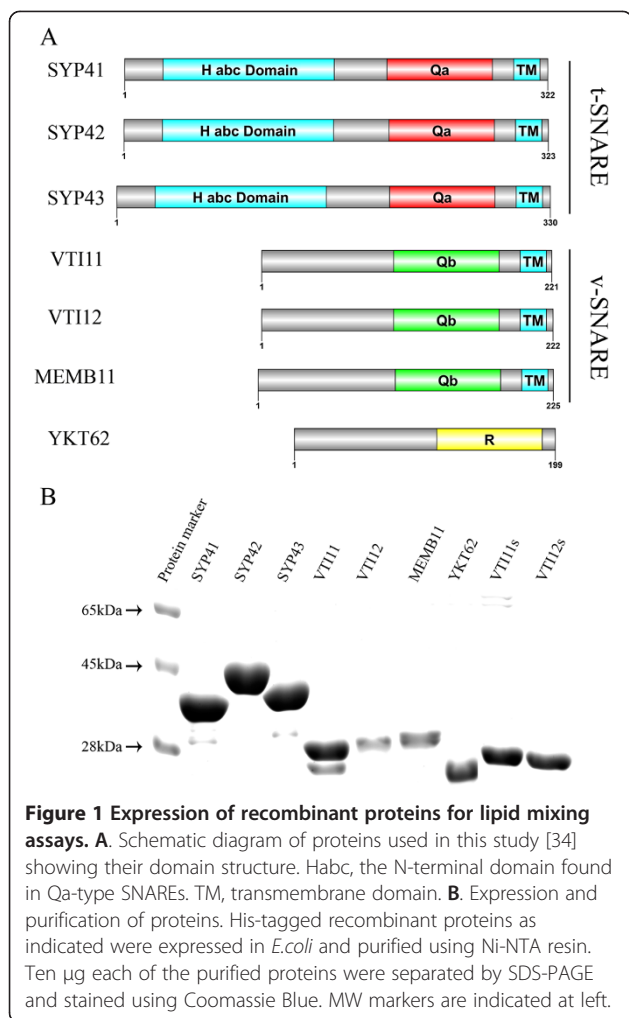 A
SYP41 H abc Domain Qa TM
1 322
SYP42 H abc Domain Qa TM
1 323
SYP43 H abc Domain Qa TM
1 330
t-SNARE
VTI11 Qb TM
1 221
VTI12 Qb TM
1 222
MEMB11 Qb TM
1 225
v-SNARE
YKT62 R
1 199
B
Protein marker SYP41 SYP42 SYP43 VTI11 VTI12 MEMB11 YKT62 VTI11s VTI12s
65kDa→
45kDa→
28kDa→
Figure 1 Expression of recombinant proteins for lipid mixing
assays. A. Schematic diagram of proteins used in this study [34]
showing their domain structure. Habc, the N-terminal domain found
in Qa-type SNAREs. TM, transmembrane domain. B. Expression and
purification of proteins. His-tagged recombinant proteins as
indicated were expressed in E.coli and purified using Ni-NTA resin.
Ten µg each of the purified proteins were separated by SDS-PAGE
and stained using Coomassie Blue. MW markers are indicated at left.